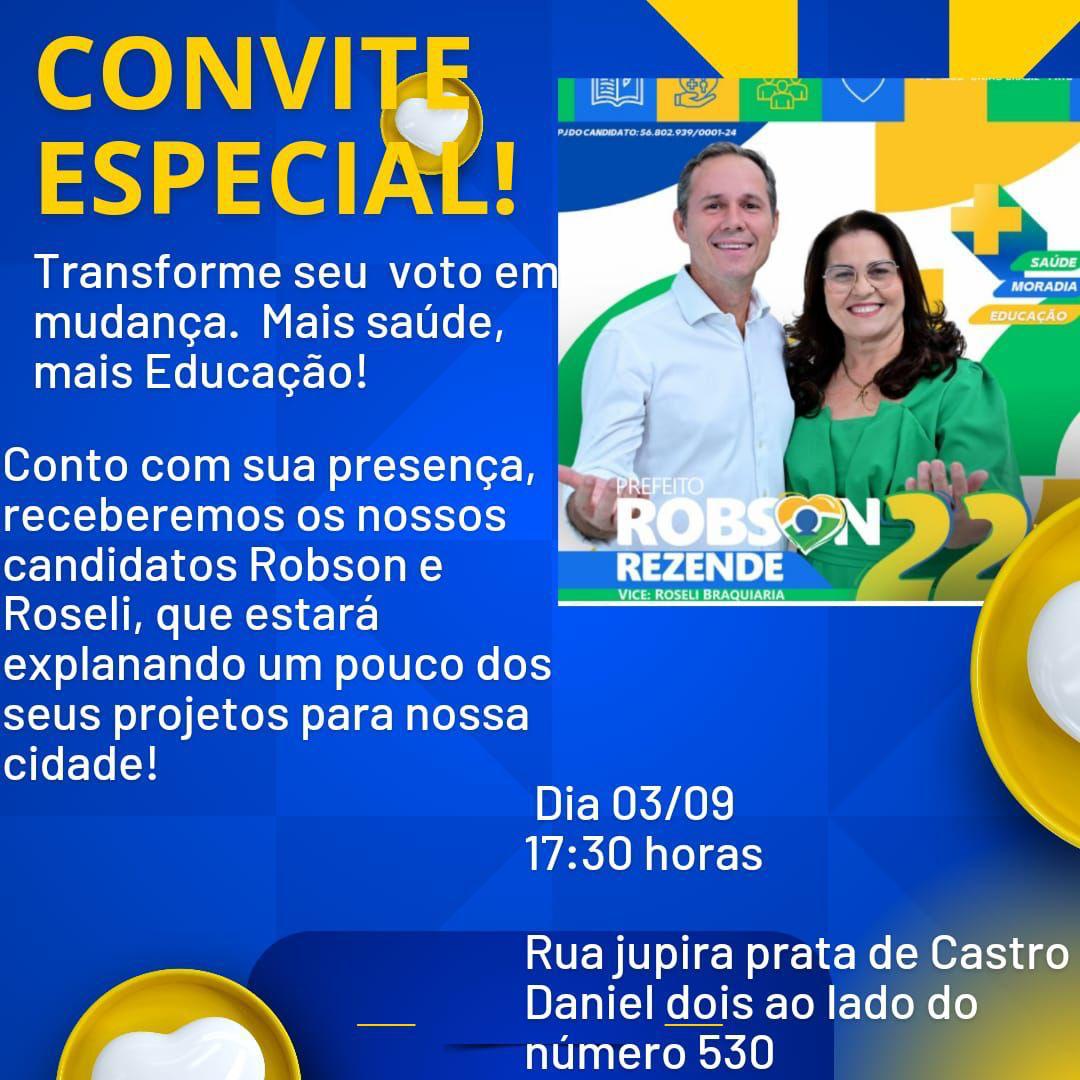 CONVITE
ESPECIAL!
Transforme seu voto em
mudança. Mais saúde,
mais Educação!
Conto com sua presença,
receberemos os nossos
candidatos Robson e
Roseli, que estará
explanando um pouco dos
seus projetos para nossa
cidade!
PJ DO CANDIDATO: 56.802.939/0001-24
SAÚDE
MORADIA
EDUCAÇÃO
PREFEITO
ROBSON 22
REZENDE
VICE: ROSELI BRAQUIARIA
Dia 03/09
17:30 horas
Rua jupira prata de Castro
Daniel dois ao lado do
número 530